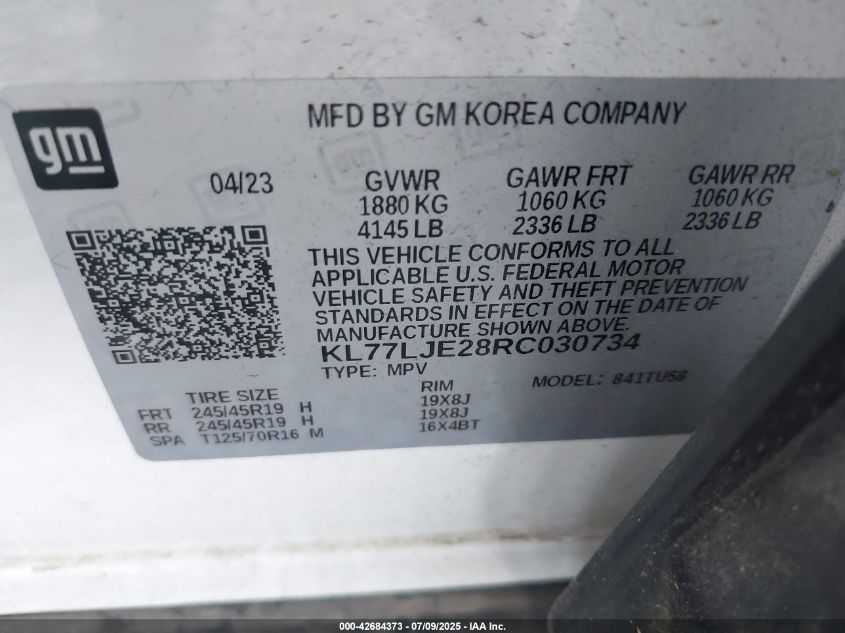 gm
MFD BY GM KOREA COMPANY
04/23
GVWR GAWR FRT GAWR RR
1880 KG 1060 KG 1060 KG
4145 LB 2336 LB 2336 LB
THIS VEHICLE CONFORMS TO ALL
APPLICABLE U.S. FEDERAL MOTOR
VEHICLE SAFETY AND THEFT PREVENTION
STANDARDS IN EFFECT ON THE DATE OF
MANUFACTURE SHOWN ABOVE.
KL77LJE28RC030734
TYPE: MPV MODEL: 841TU58
TIRE SIZE RIM
FRT 245/45R19 H 19X8J
RR 245/45R19 H 19X8J
SPA T125/70R16 M 16X4BT
000-42684373 - 07/09/2025 - IAA Inc.